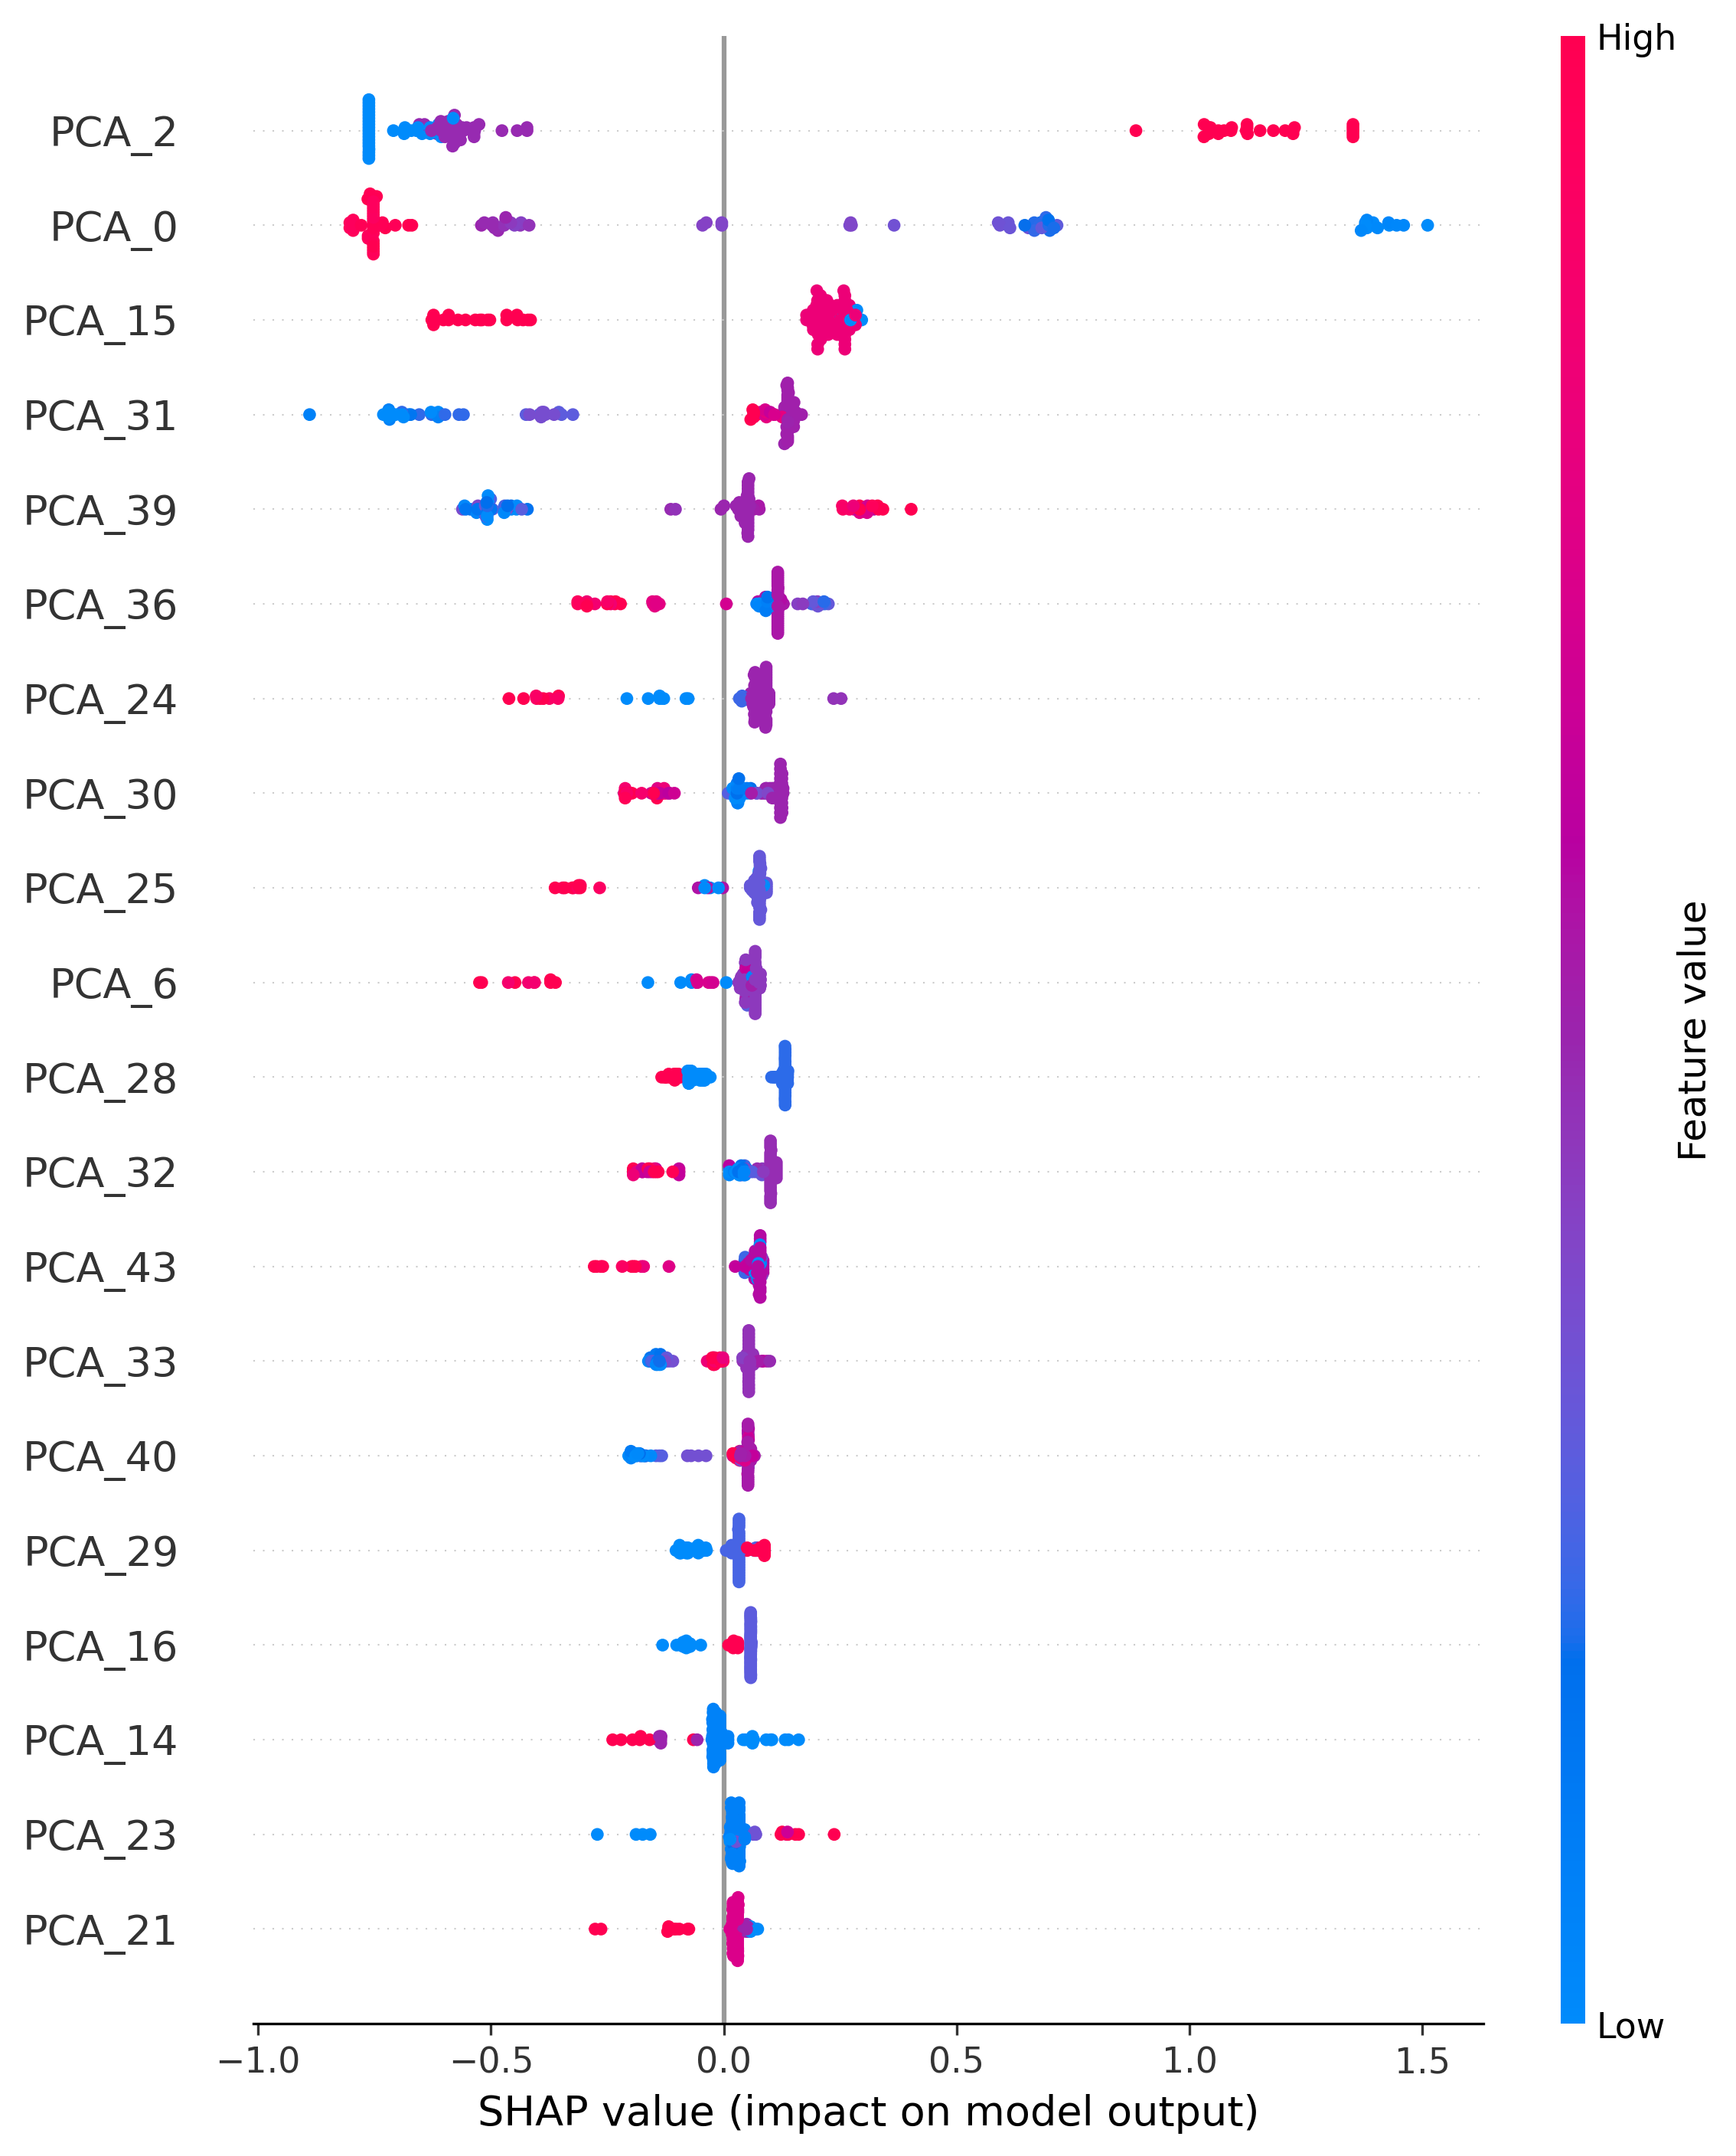 High
PCA_2
PCA_0
PCA_15
PCA_31
PCA_39
PCA_36
PCA_24
PCA_30
PCA_25
PCA_6
PCA_28
PCA_32
PCA_43
PCA_33
PCA_40
PCA_29
PCA_16
PCA_14
PCA_23
PCA_21
Feature value
Low
−1.0 −0.5 0.0 0.5 1.0 1.5
SHAP value (impact on model output)